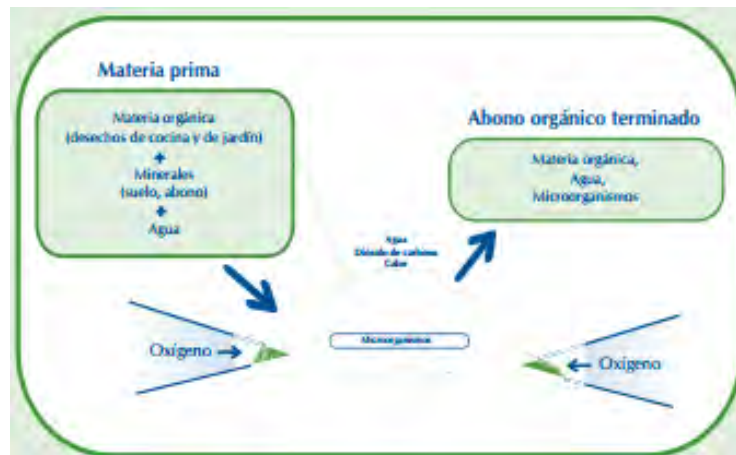 Materia prima
Materia orgánica
(desechos de cocina y de jardín)
+
Minerales
(suelo, abono)
+
Agua
Abono orgánico terminado
Materia orgánica,
Agua,
Microorganismos
Agua
Dióxido de carbono
Calor
Microorganismos
Oxígeno
Oxígeno